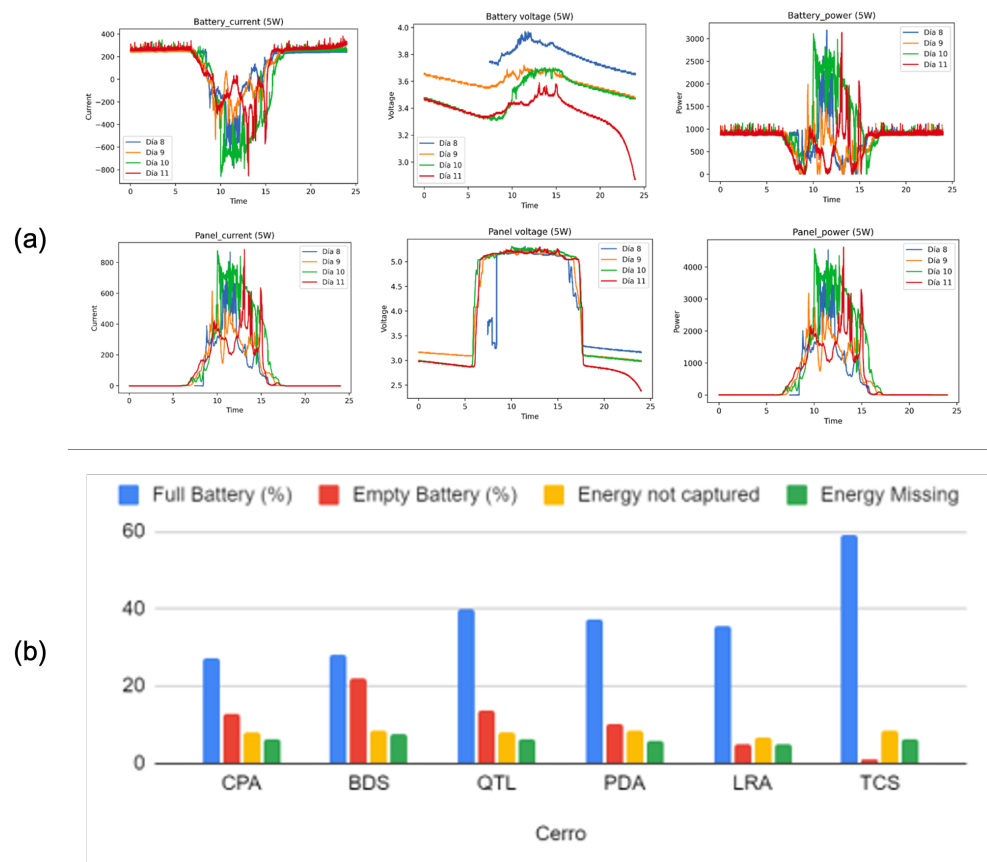 Battery_current (5W)
Current
400
200
0
−200
−400
−600
−800
Día 8
Día 9
Día 10
Día 11
0
5
10
15
20
25
Time
Battery voltage (5W)
Voltage
4.0
3.8
3.6
3.4
3.2
3.0
Día 8
Día 9
Día 10
Día 11
0
5
10
15
20
25
Time
Battery_power (5W)
Power
3000
2500
2000
1500
1000
500
0
Día 8
Día 9
Día 10
Día 11
0
5
10
15
20
25
Time
(a)
Panel_current (5W)
Current
800
600
400
200
0
Día 8
Día 9
Día 10
Día 11
0
5
10
15
20
25
Time
Panel voltage (5W)
Voltage
5.0
4.5
4.0
3.5
3.0
2.5
Día 8
Día 9
Día 10
Día 11
0
5
10
15
20
25
Time
Panel_power (5W)
Power
4000
3000
2000
1000
0
Día 8
Día 9
Día 10
Día 11
0
5
10
15
20
25
Time
(b)
Full Battery (%) Empty Battery (%) Energy not captured Energy Missing
60
40
20
0
CPA BDS QTL PDA LRA TCS
Cerro